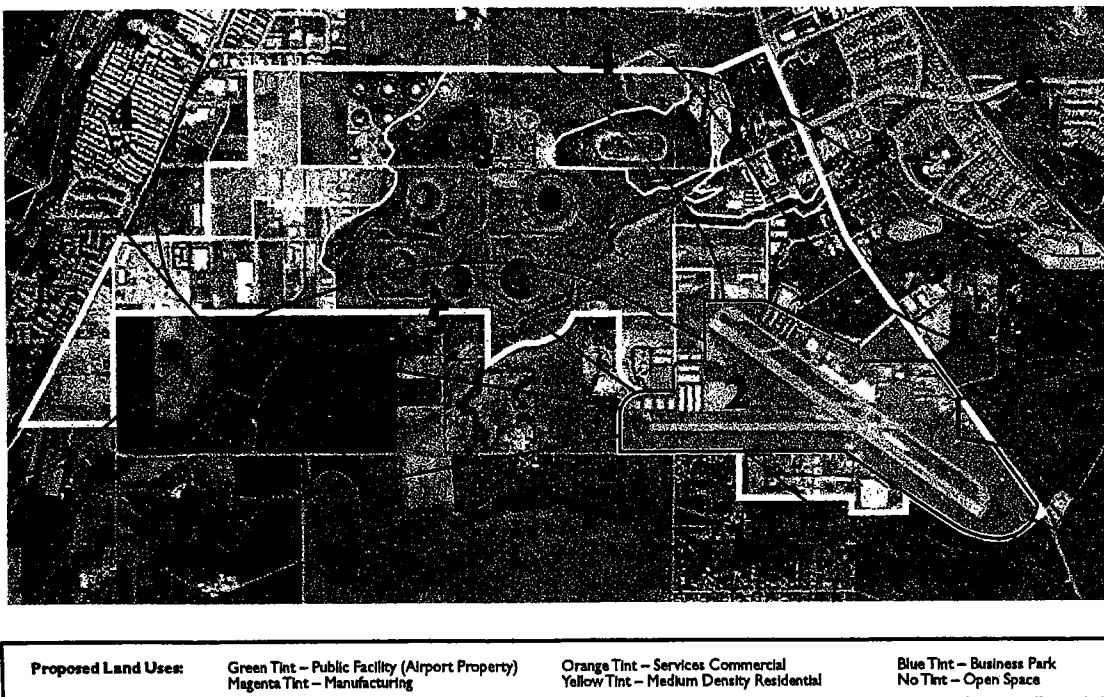 Proposed Land Uses:
Green Tint – Public Facility (Airport Property)
Magenta Tint – Manufacturing
Orange Tint – Services Commercial
Yellow Tint – Medium Density Residential
Blue Tint – Business Park
No Tint – Open Space